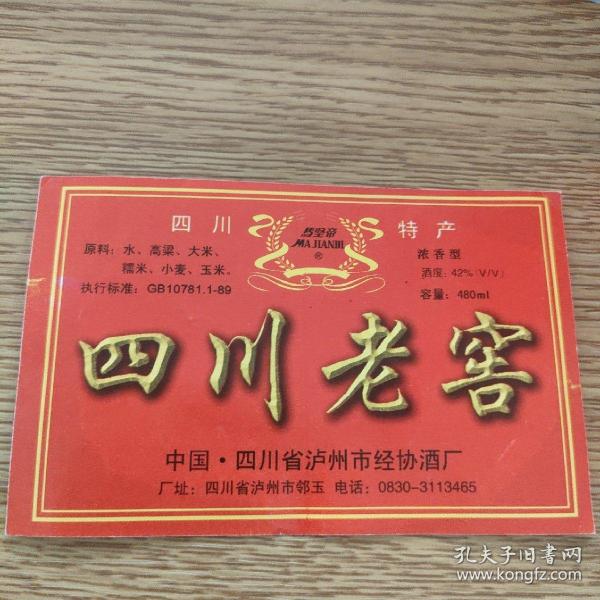 四川 特产
MAJIANDI
®
原料：水、高粱、大米、
糯米、小麦、玉米。
执行标准：GB10781.1-89
浓香型
酒度：42%（V/V）
容量：480ml
四川老窖
中国·四川省泸州市经协酒厂
厂址：四川省泸州市邻玉 电话：0830-3113465
孔夫子旧书网
www.kongfz.com